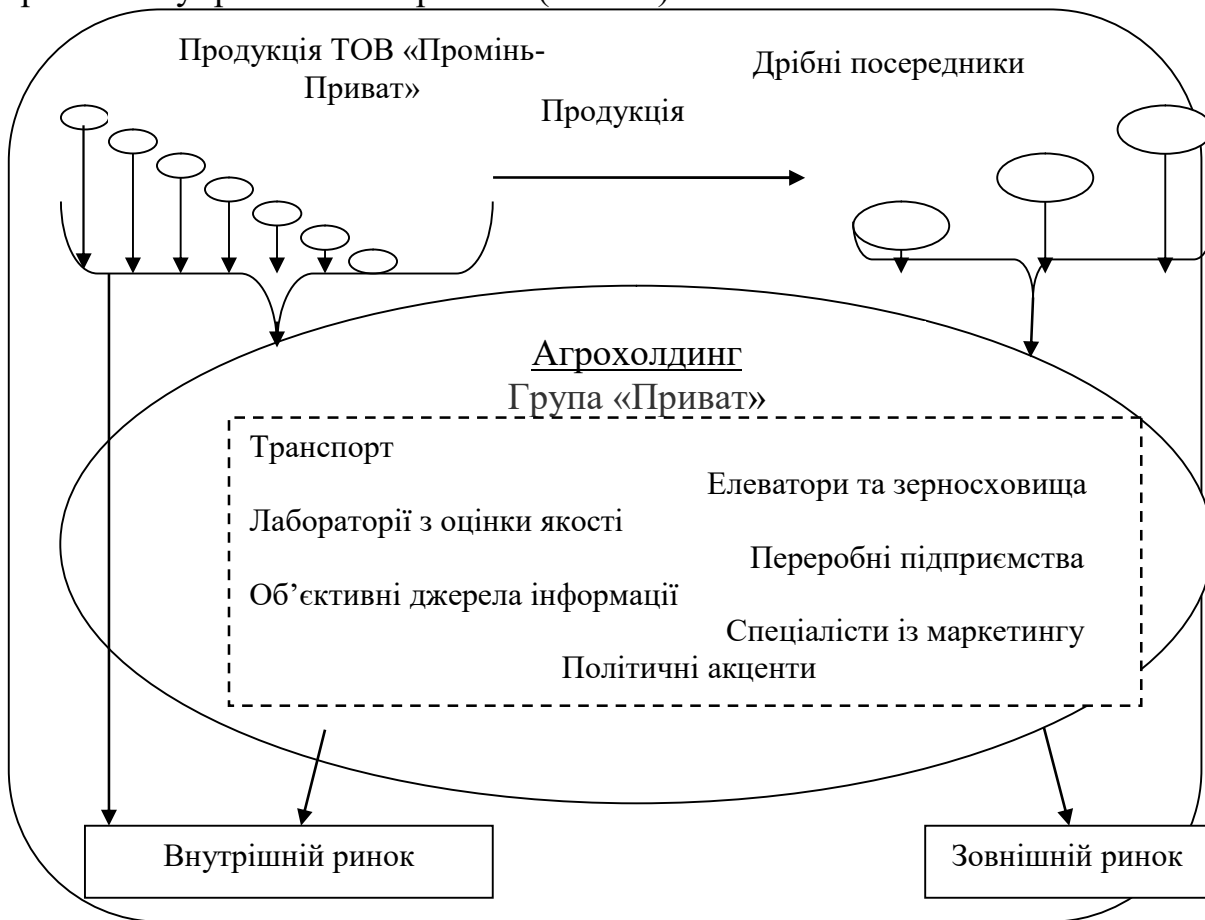 Продукція ТОВ «Промінь-
Приват»
Дрібні посередники
Продукція
Агрохолдинг
Група «Приват»
Транспорт
Елеватори та зерносховища
Лабораторії з оцінки якості
Переробні підприємства
Об’єктивні джерела інформації
Спеціалісти із маркетингу
Політичні акценти
Внутрішній ринок
Зовнішній ринок